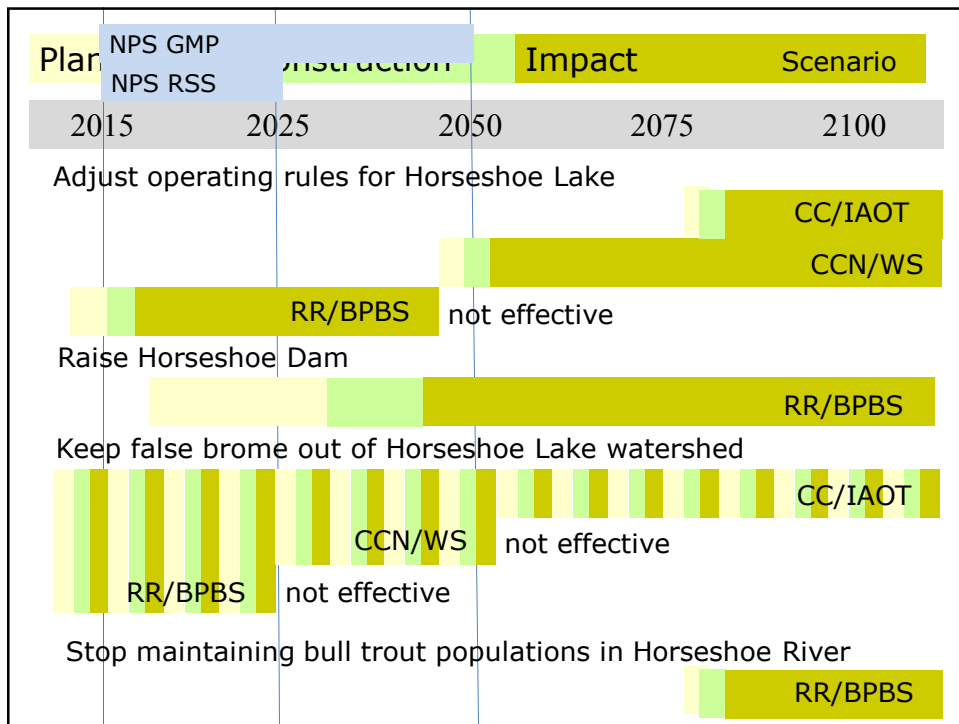 NPS GMP
Plan onstruction Impact Scenario
NPS RSS
2015 2025 2050 2075 2100
Adjust operating rules for Horseshoe Lake
CC/IAOT
CCN/WS
RR/BPBS not effective
Raise Horseshoe Dam
RR/BPBS
Keep false brome out of Horseshoe Lake watershed
CC/IAOT
CCN/WS not effective
RR/BPBS not effective
Stop maintaining bull trout populations in Horseshoe River
RR/BPBS